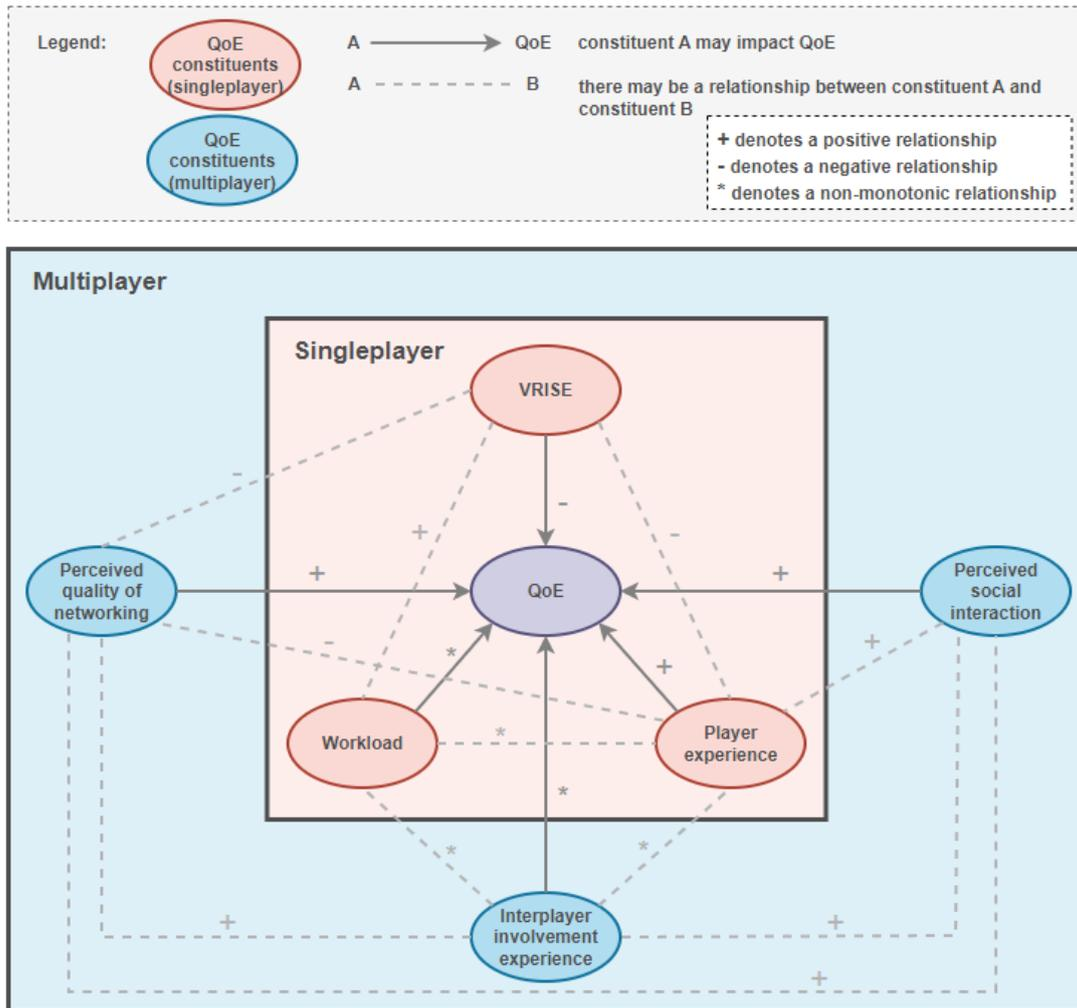 Legend:
QoE
constituents
(singleplayer)
A
QoE
constituent A may impact QoE
A
B
there may be a relationship between constituent A and
constituent B
QoE
constituents
(multiplayer)
+ denotes a positive relationship
- denotes a negative relationship
* denotes a non-monotonic relationship
Multiplayer
Singleplayer
VRISE
-
-
+
-
Perceived
quality of
networking
+
QoE
+
Perceived
social
interaction
-
*
+
+
Workload
*
Player
experience
*
*
*
Interplayer
involvement
experience
+
+
+